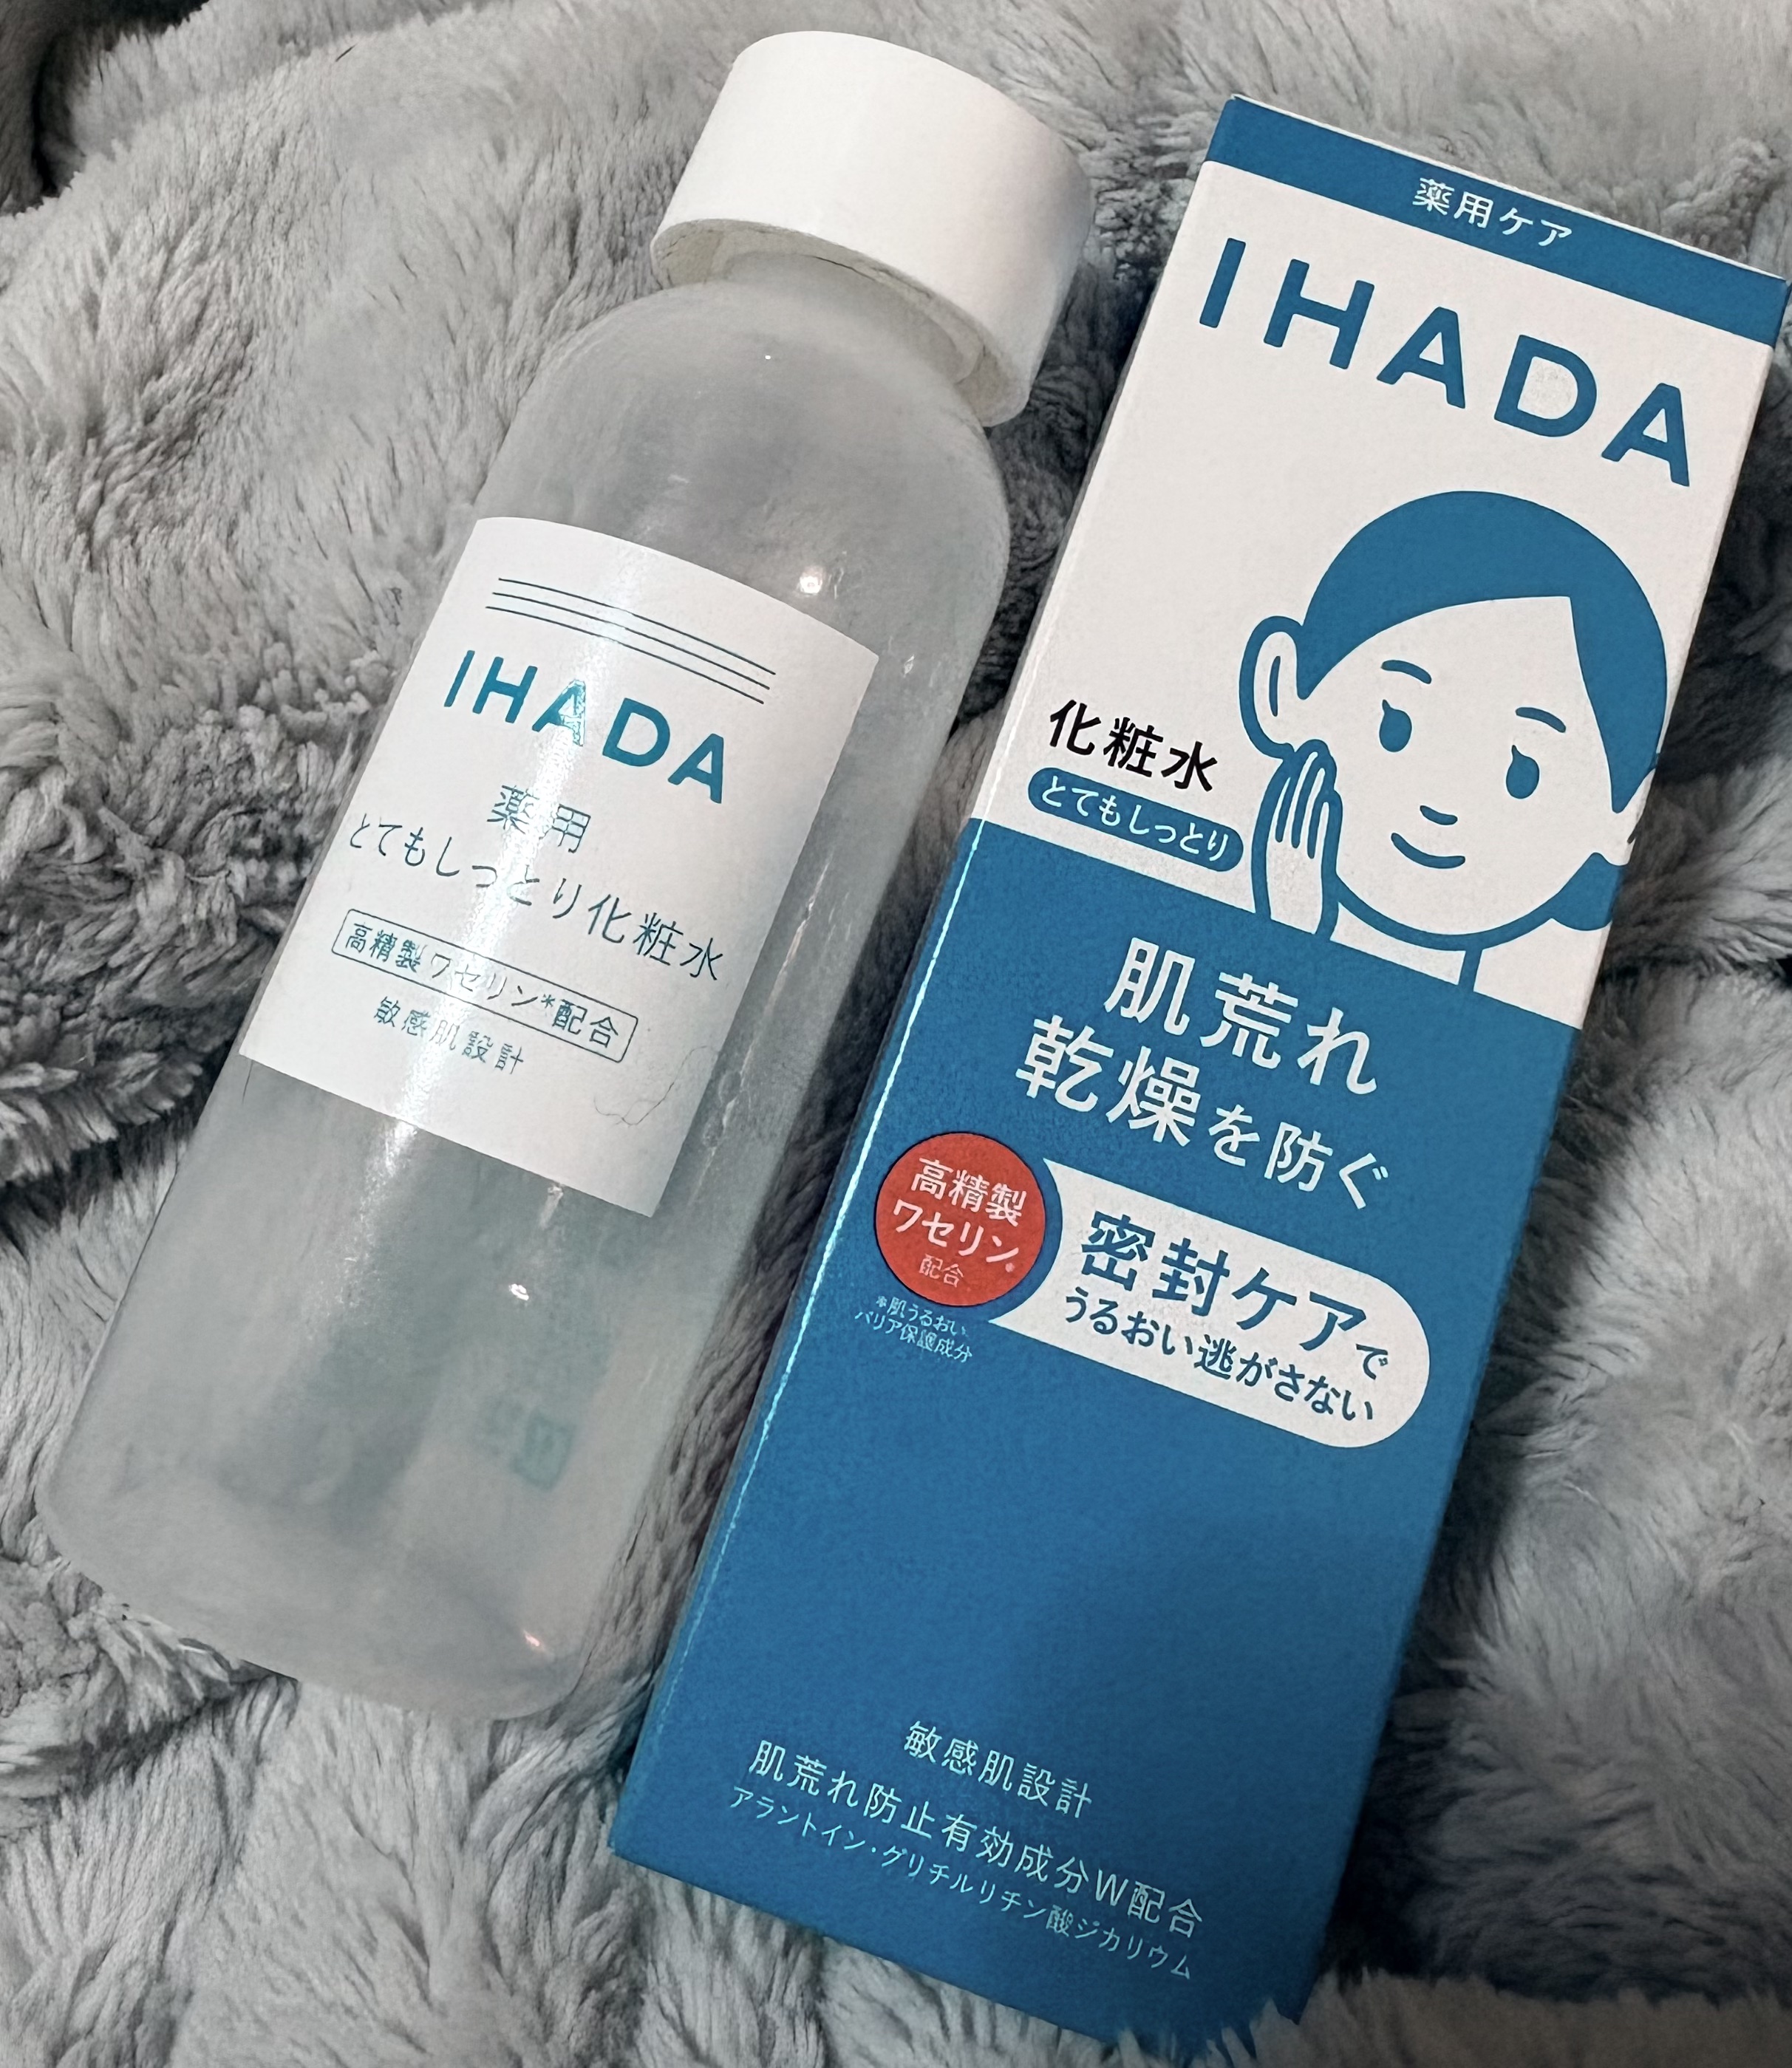 IHADA
薬用
とてもしっとり化粧水
高精製ワセリン*配合
敏感肌設計
薬用ケア
IHADA
化粧水
とてもしっとり
肌荒れ
乾燥を防ぐ
高精製
ワセリン*
配合
*肌うるおい
バリア保護成分
密封ケアで
うるおい逃がさない
敏感肌設計
肌荒れ防止有効成分W配合
アラントイン・グリチルリチン酸ジカリウム